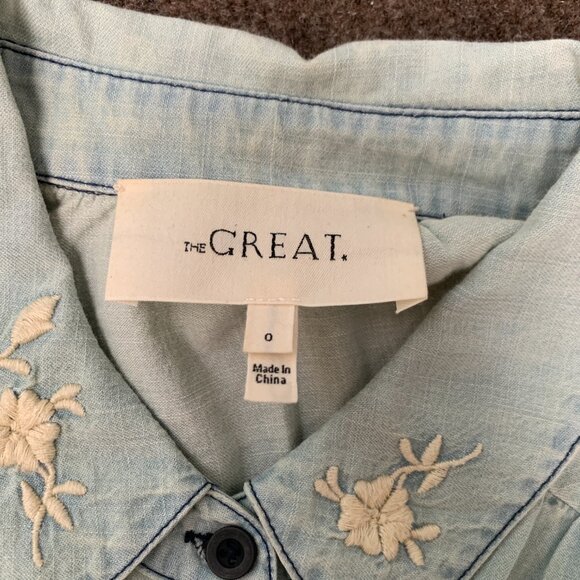 THE GREAT.
0
Made In
China